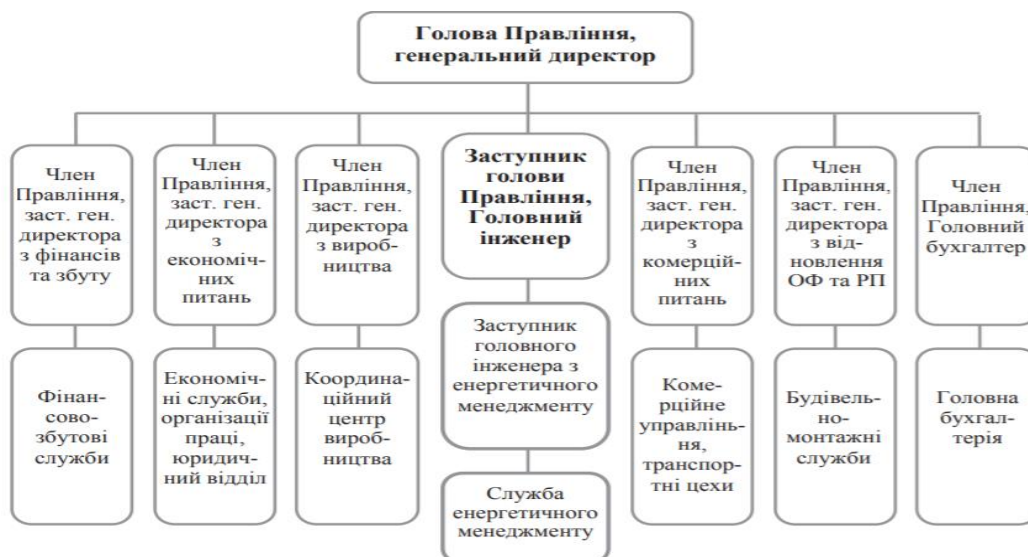 Голова Правління,
генеральний директор
Член
Правління,
заст. ген.
директора
з фінансів
та збуту
Член
Правління,
заст. ген.
директора
з
економіч-
них
питань
Член
Правління,
заст. ген.
директора
з вироб-
ництва
Заступник
голови
Правління,
Головний
інженер
Член
Правління,
заст. ген.
директора
з
комерцій-
них
питань
Член
Правління,
заст. ген.
директора
з від-
новлення
ОФ та РП
Член
Правління,
Головний
бухгалтер
Фінан-
сово-
збутові
служби
Економіч-
ні служби,
організації
праці,
юридич-
ний відділ
Координа-
ційний
центр
вироб-
ництва
Заступник
головного
інженера з
енергетичного
менеджменту
Служба
енергетичного
менеджменту
Коме-
рційне
управлінь-
ня,
транспор-
тні цехи
Будівель-
но-
монтажні
служби
Головна
бухгал-
терія